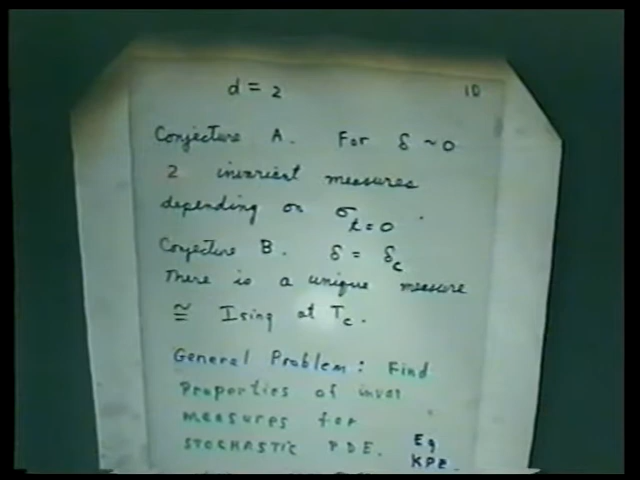 d = 2
10
Conjecture A. For δ ~ 0
2 invariant measures
depending on σ_{t=0}.
Conjecture B. δ = δ_c
There is a unique measure
≅ Ising at T_c.
General Problem: Find
Properties of invar
measures for
STOCHASTIC PDE. Eg
KPZ.